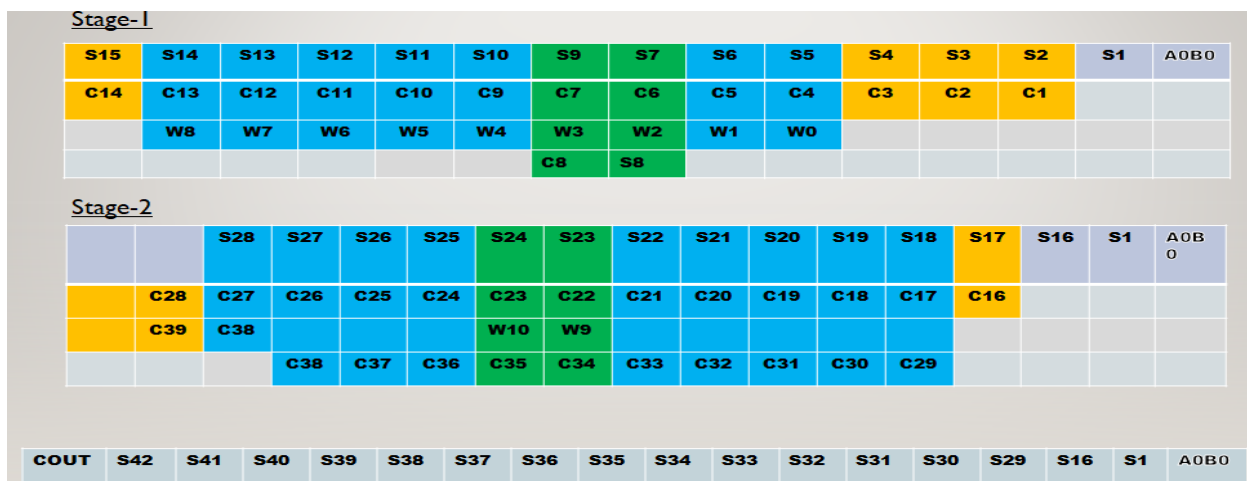 Stage-1
S15 S14 S13 S12 S11 S10 S9 S7 S6 S5 S4 S3 S2 S1 A0B0
C14 C13 C12 C11 C10 C9 C7 C6 C5 C4 C3 C2 C1
W8 W7 W6 W5 W4 W3 W2 W1 W0
C8 S8
Stage-2
S28 S27 S26 S25 S24 S23 S22 S21 S20 S19 S18 S17 S16 S1 A0B
0
C28 C27 C26 C25 C24 C23 C22 C21 C20 C19 C18 C17 C16
C39 C38 W10 W9
C38 C37 C36 C35 C34 C33 C32 C31 C30 C29
COUT S42 S41 S40 S39 S38 S37 S36 S35 S34 S33 S32 S31 S30 S29 S16 S1 A0B0